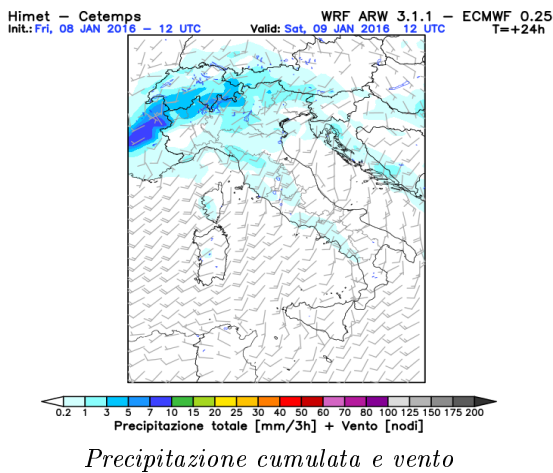 Himet – Cetemps WRF ARW 3.1.1 – ECMWF 0.25
Init.: Fri, 08 JAN 2016 – 12 UTC Valid: Sat, 09 JAN 2016 12 UTC T=+24h
0.2 1 3 5 7 10 15 20 25 30 40 50 60 70 80 100 125 150 175 200
Precipitazione totale [mm/3h] + Vento [nodi]
Precipitazione cumulata e vento